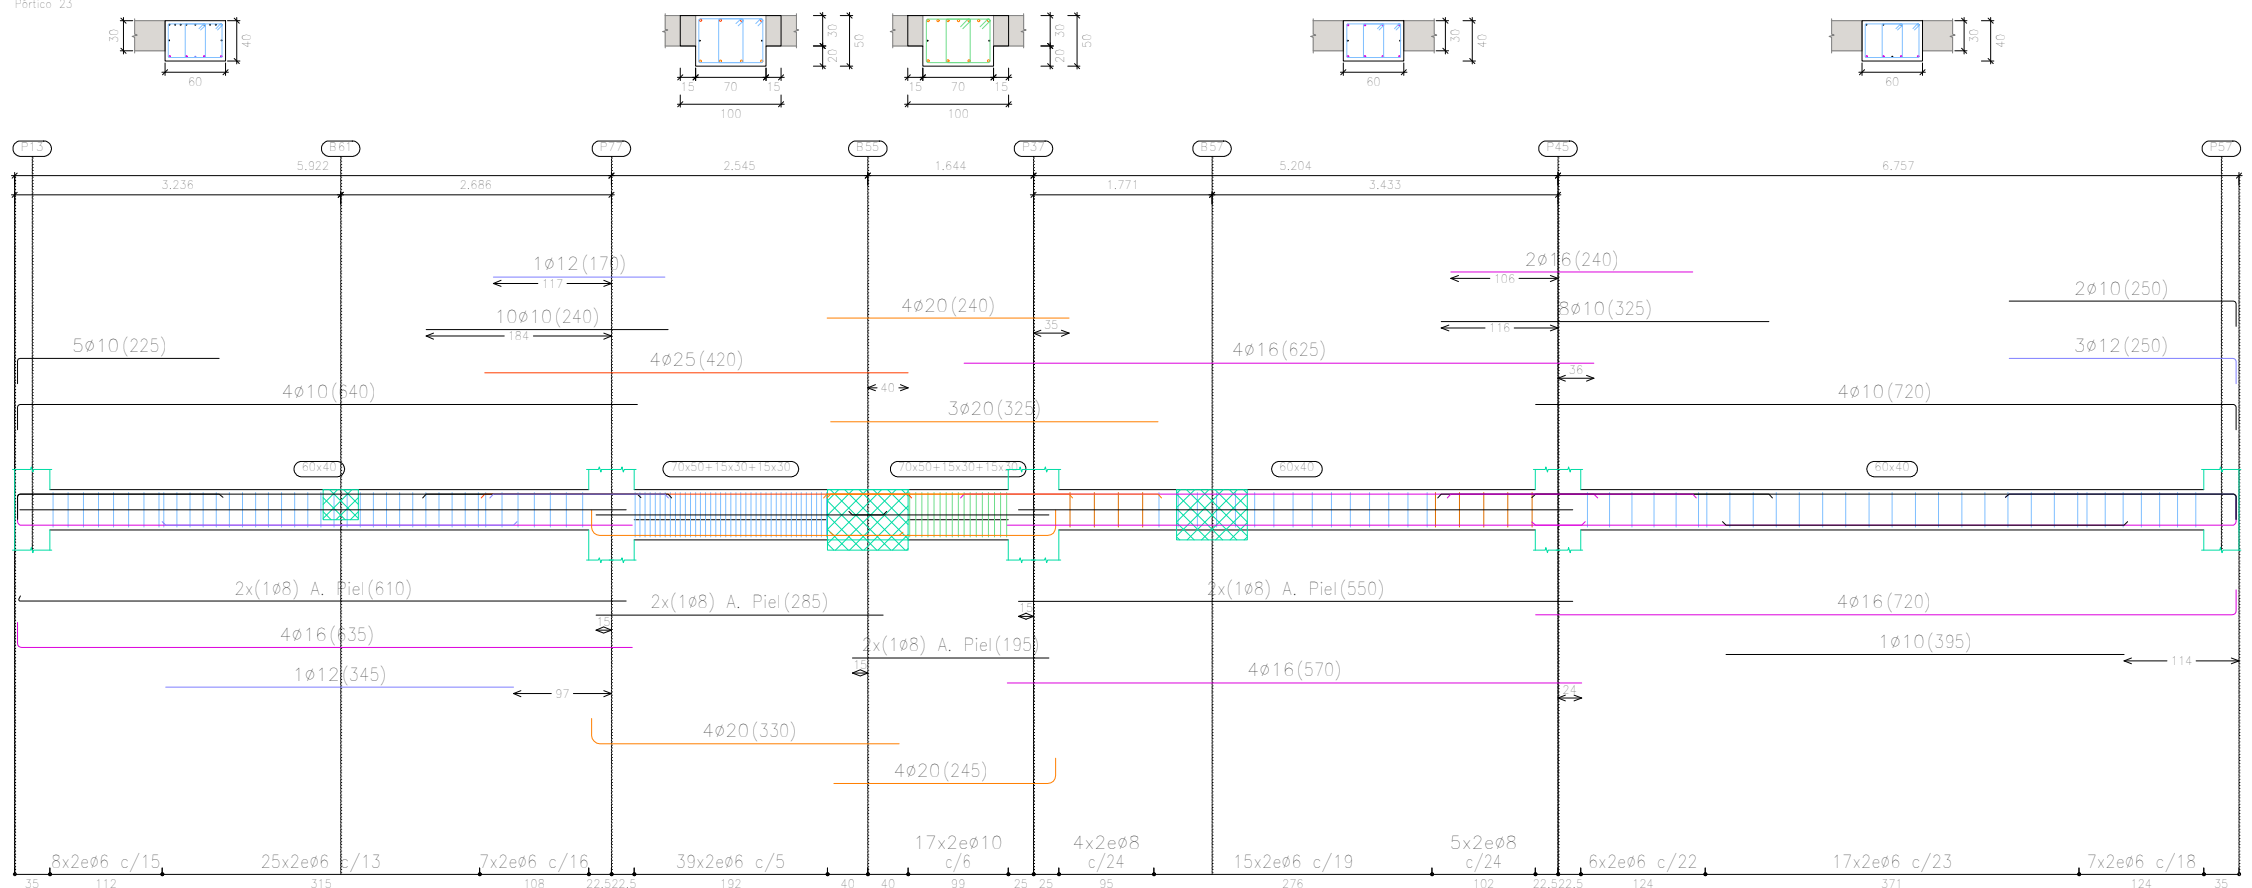 Pórtico 23
30 40 60
30 20 50 15 70 15 100
30 20 50 15 70 15 100
30 40 60
30 40 60
P13 B61 P77 B55 P37 B57 P45 P57
5.922 2.545 1.644 5.204 6.757
3.236 2.686 1.771 3.433
1ø12(170) 2ø16(240)
117 106
2ø10(250)
4ø20(240) 8ø10(325)
10ø10(240) 35 116
184
5ø10(225) 4ø25(420) 4ø16(625) 3ø12(250)
40 36
4ø10(640) 4ø10(720)
3ø20(325)
60x40 70x50+15x30+15x30 70x50+15x30+15x30 60x40 60x40
2x(1ø8) A. Piel(610) 2x(1ø8) A. Piel(550)
2x(1ø8) A. Piel(285) 4ø16(720)
15 15
4ø16(635) 2x(1ø8) A. Piel(195) 1ø10(395)
15 114
1ø12(345) 4ø16(570)
97 24
4ø20(330)
4ø20(245)
8x2eø6 c/15 25x2eø6 c/13 7x2eø6 c/16 39x2eø6 c/5 17x2eø10 c/6 4x2eø8 c/24 15x2eø6 c/19 5x2eø8 c/24 6x2eø6 c/22 17x2eø6 c/23 7x2eø6 c/18
35 112 315 108 22.5 22.5 192 40 40 99 25 25 95 276 102 22.5 22.5 124 371 124 35